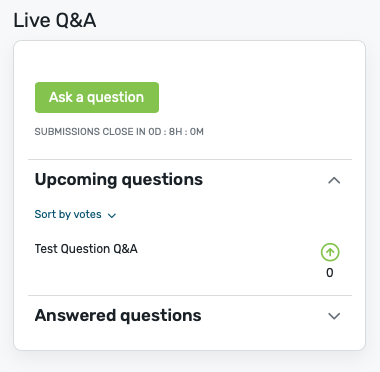 Live Q&A
Ask a question
SUBMISSIONS CLOSE IN 0D : 8H : 0M
Upcoming questions
Sort by votes
Test Question Q&A
0
Answered questions